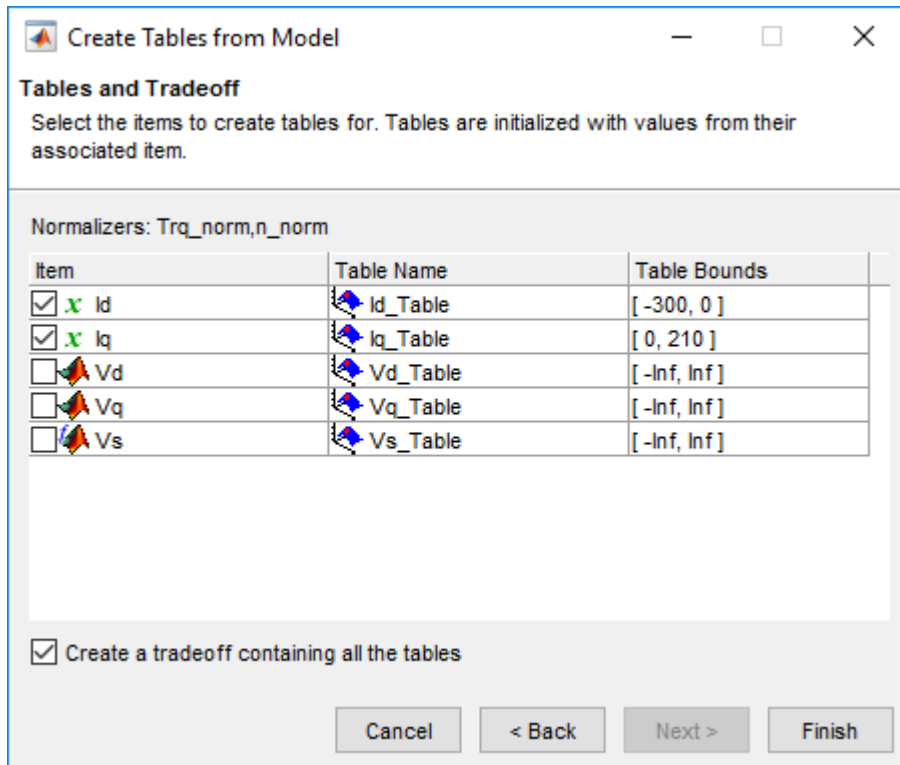 Create Tables from Model
Tables and Tradeoff
Select the items to create tables for. Tables are initialized with values from their
associated item.
Normalizers: Trq_norm,n_norm
Item Table Name Table Bounds
x Id Id_Table [ -300, 0 ]
x Iq Iq_Table [ 0, 210 ]
Vd Vd_Table [ -Inf, Inf ]
Vq Vq_Table [ -Inf, Inf ]
Vs Vs_Table [ -Inf, Inf ]
Create a tradeoff containing all the tables
Cancel < Back Next > Finish